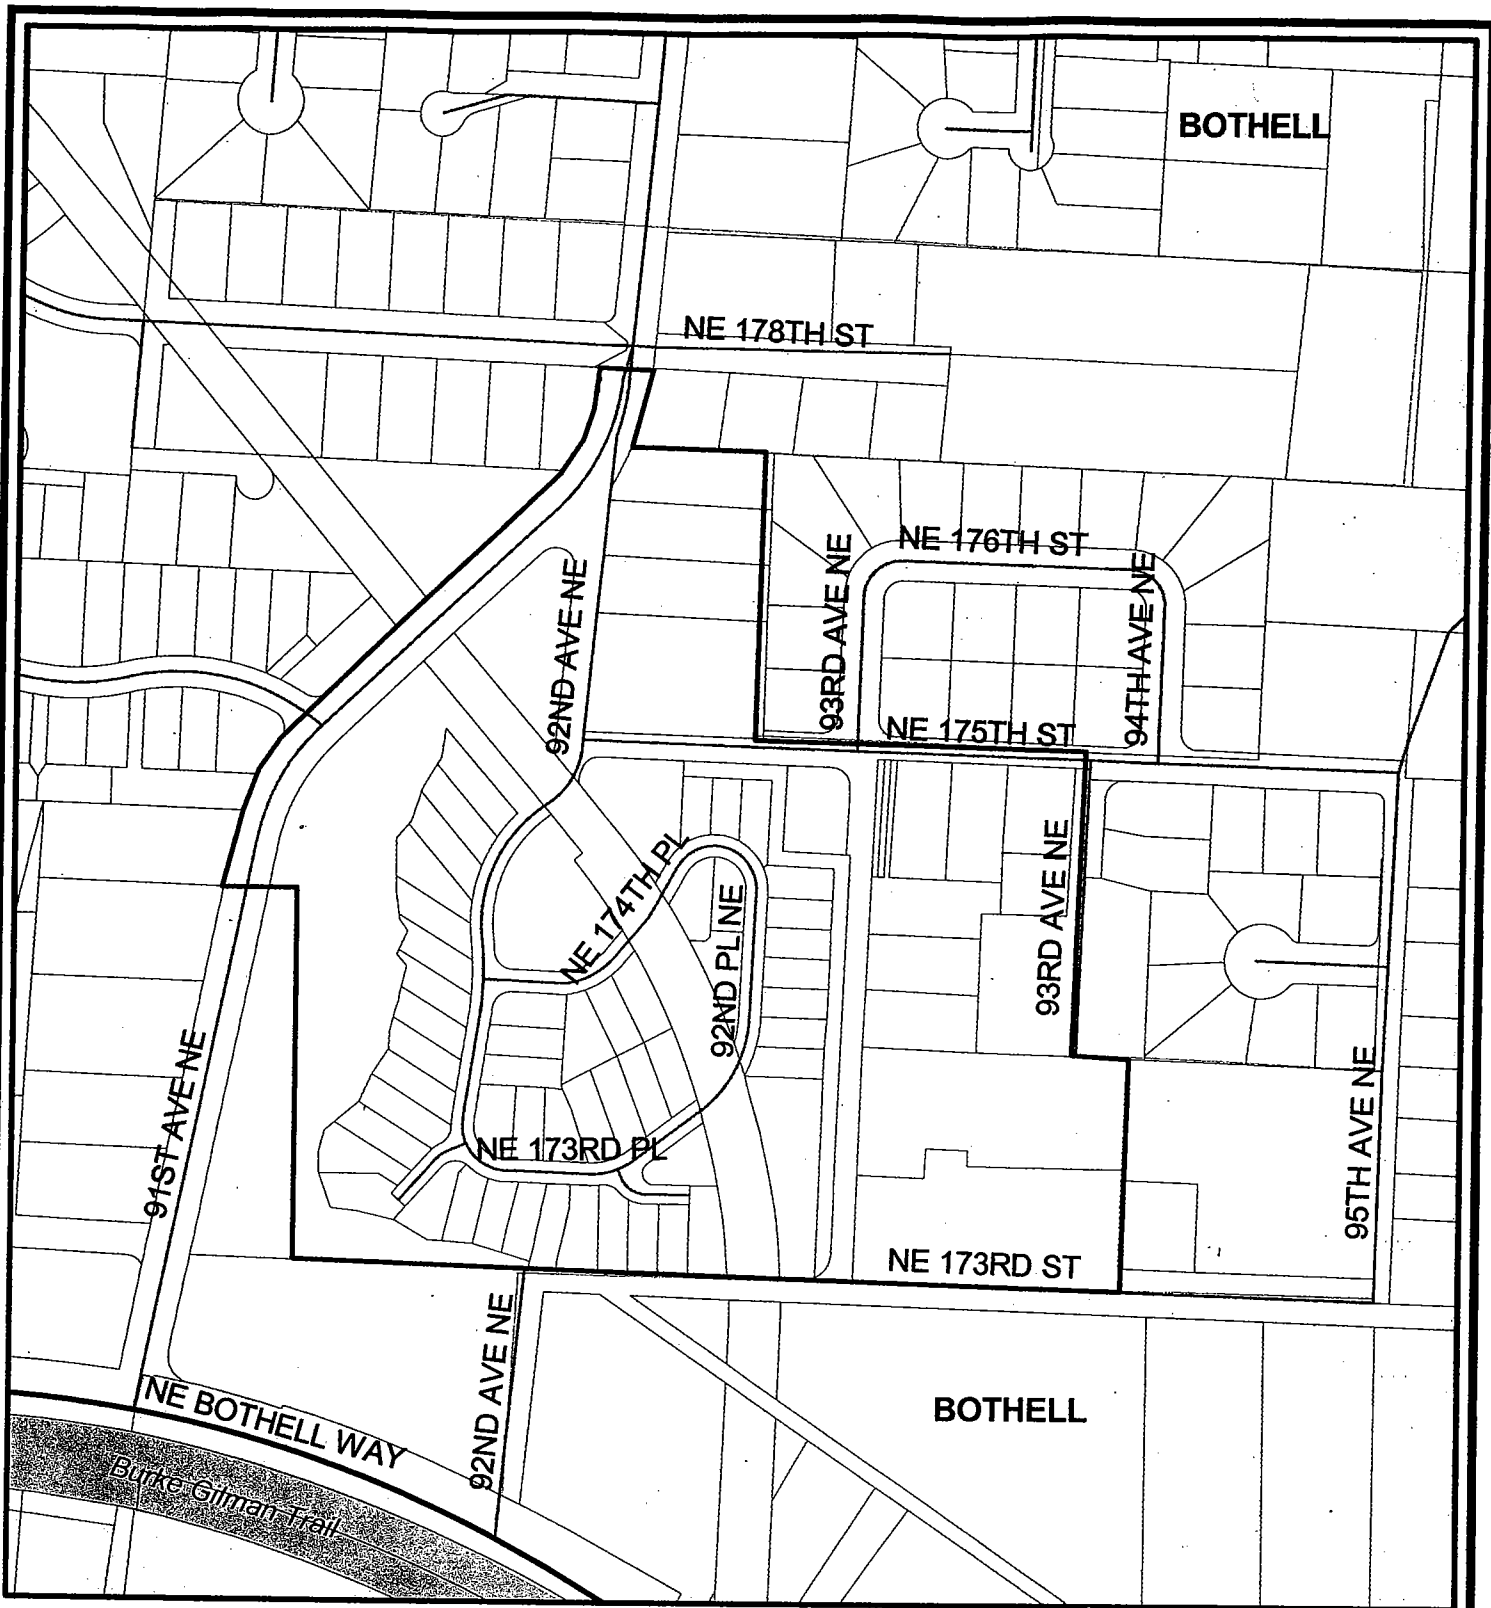 BOTHELL
NE 178TH ST
NE 176TH ST
93RD AVE NE
94TH AVE NE
92ND AVE NE
NE 175TH ST
NE 174TH PL
92ND PL NE
93RD AVE NE
91ST AVE NE
NE 173RD PL
95TH AVE NE
NE 173RD ST
92ND AVE NE
NE BOTHELL WAY
BOTHELL
Burke Gilman Trail